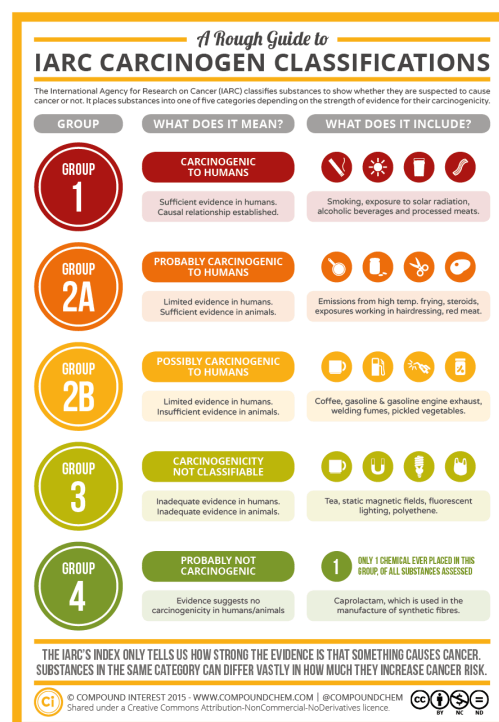 A Rough Guide to
IARC CARCINOGEN CLASSIFICATIONS
The International Agency for Research on Cancer (IARC) classifies substances to show whether they are suspected to cause
cancer or not. It places substances into one of five categories depending on the strength of evidence for their carcinogenicity.
GROUP
WHAT DOES IT MEAN?
WHAT DOES IT INCLUDE?
GROUP
1
CARCINOGENIC
TO HUMANS
Sufficient evidence in humans.
Causal relationship established.
Smoking, exposure to solar radiation,
alcoholic beverages and processed meats.
GROUP
2A
PROBABLY CARCINOGENIC
TO HUMANS
Limited evidence in humans.
Sufficient evidence in animals.
Emissions from high temp. frying, steroids,
exposures working in hairdressing, red meat.
GROUP
2B
POSSIBLY CARCINOGENIC
TO HUMANS
Limited evidence in humans.
Insufficient evidence in animals.
Coffee, gasoline & gasoline engine exhaust,
welding fumes, pickled vegetables.
GROUP
3
CARCINOGENICITY
NOT CLASSIFIABLE
Inadequate evidence in humans.
Inadequate evidence in animals.
Tea, static magnetic fields, fluorescent
lighting, polyethene.
GROUP
4
PROBABLY NOT
CARCINOGENIC
Evidence suggests no
carcinogenicity in humans/animals
1
ONLY 1 CHEMICAL EVER PLACED IN THIS
GROUP, OF ALL SUBSTANCES ASSESSED
Caprolactam, which is used in the
manufacture of synthetic fibres.
THE IARC'S INDEX ONLY TELLS US HOW STRONG THE EVIDENCE IS THAT SOMETHING CAUSES CANCER.
SUBSTANCES IN THE SAME CATEGORY CAN DIFFER VASTLY IN HOW MUCH THEY INCREASE CANCER RISK.
Ci
© COMPOUND INTEREST 2015 - WWW.COMPOUNDCHEM.COM | @COMPOUNDCHEM
Shared under a Creative Commons Attribution-NonCommercial-NoDerivatives licence.
cc
BY NC ND